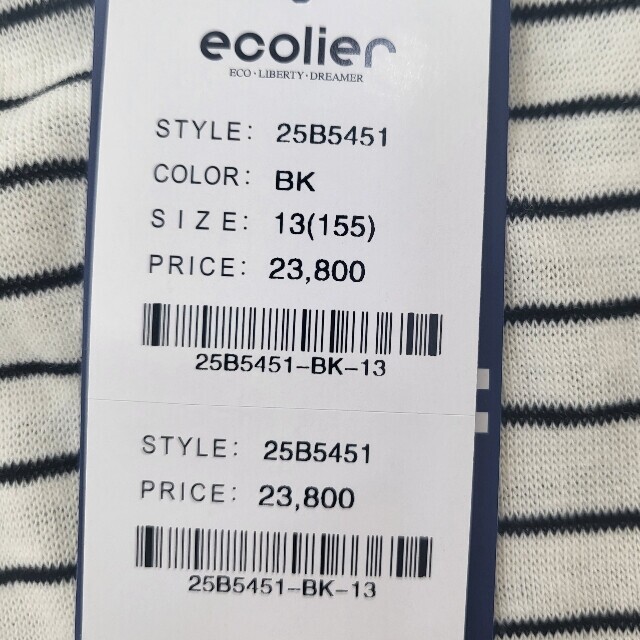 ecolier
ECO·LIBERTY·DREAMER
STYLE: 25B5451
COLOR: BK
SIZE: 13(155)
PRICE: 23,800
25B5451-BK-13
STYLE: 25B5451
PRICE: 23,800
25B5451-BK-13